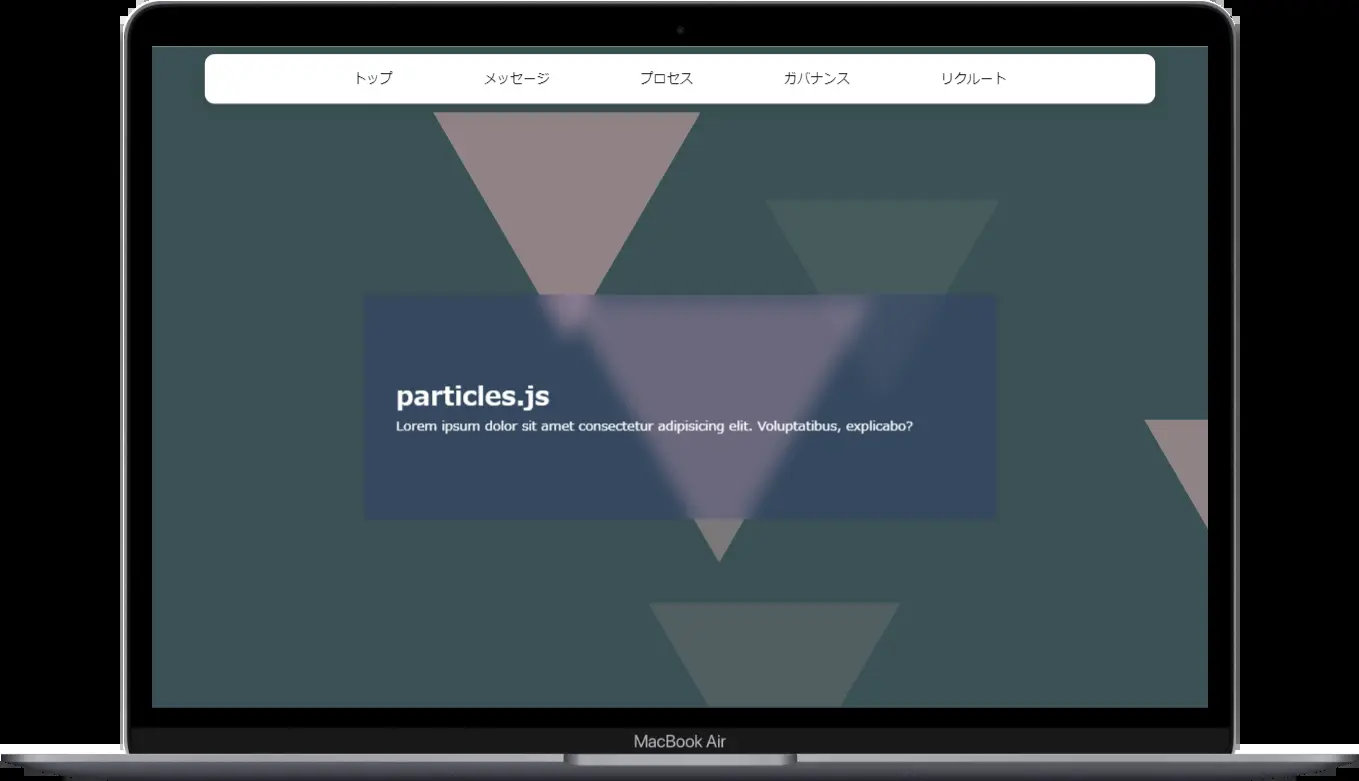 トップ メッセージ プロセス ガバナンス リクルート
particles.js
Lorem ipsum dolor sit amet consectetur adipisicing elit. Voluptatibus, explicabo?
MacBook Air